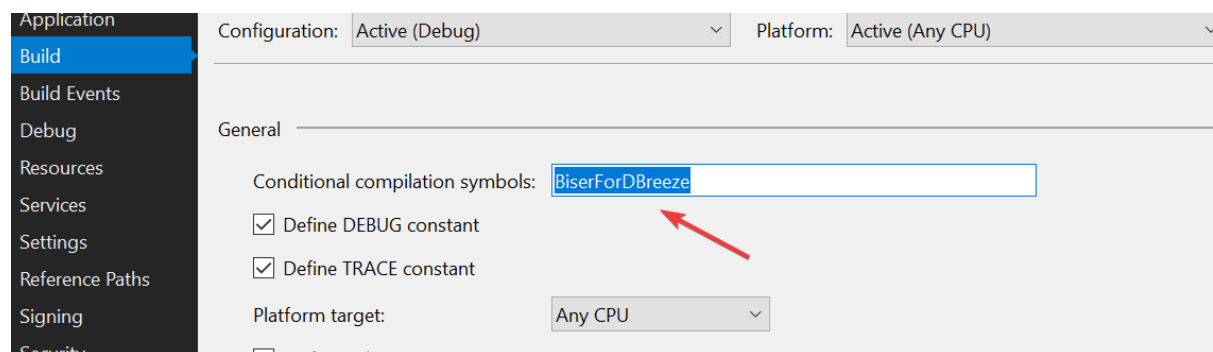 Application
Build
Build Events
Debug
Resources
Services
Settings
Reference Paths
Signing
Security
Configuration: Active (Debug) Platform: Active (Any CPU)
General
Conditional compilation symbols: BiserForDBreeze
Define DEBUG constant
Define TRACE constant
Platform target: Any CPU